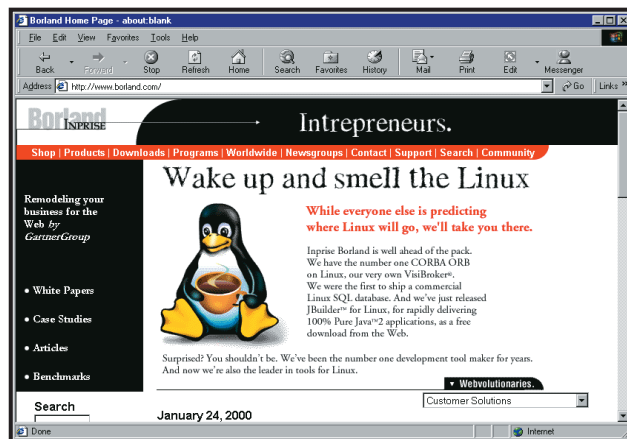 Borland Home Page - about:blank
File Edit View Favorites Tools Help
Back Forward Stop Refresh Home Search Favorites History Mail Print Edit Messenger
Address http://www.borland.com/ Go Links »
Borland
INPRISE
Intrepreneurs.
Shop | Products | Downloads | Programs | Worldwide | Newsgroups | Contact | Support | Search | Community
Wake up and smell the Linux
Remodeling your
business for the
Web by
GartnerGroup
• White Papers
• Case Studies
• Articles
• Benchmarks
Search
While everyone else is predicting
where Linux will go, we'll take you there.
Inprise Borland is well ahead of the pack.
We have the number one CORBA ORB
on Linux, our very own VisiBroker®.
We were the first to ship a commercial
Linux SQL database. And we've just released
JBuilder™ for Linux, for rapidly delivering
100% Pure Java™2 applications, as a free
download from the Web.
Surprised? You shouldn't be. We've been the number one development tool maker for years.
And now we're also the leader in tools for Linux.
Webvolutionaries.
Customer Solutions
January 24, 2000
Done Internet